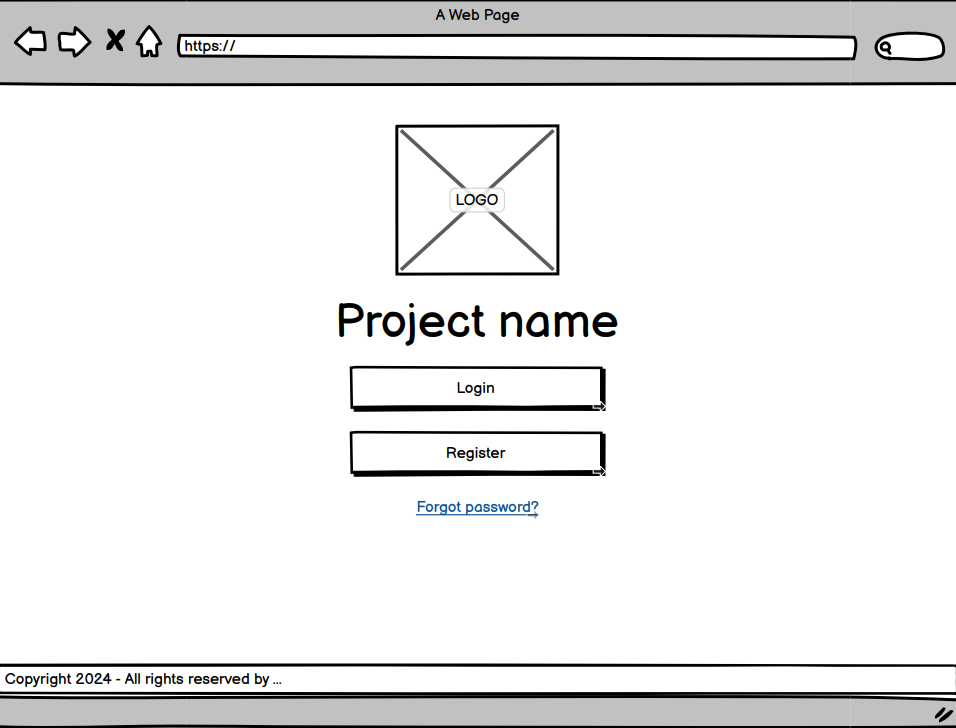 A Web Page
https://
LOGO
Project name
Login
Register
Forgot password?
Copyright 2024 - All rights reserved by ...